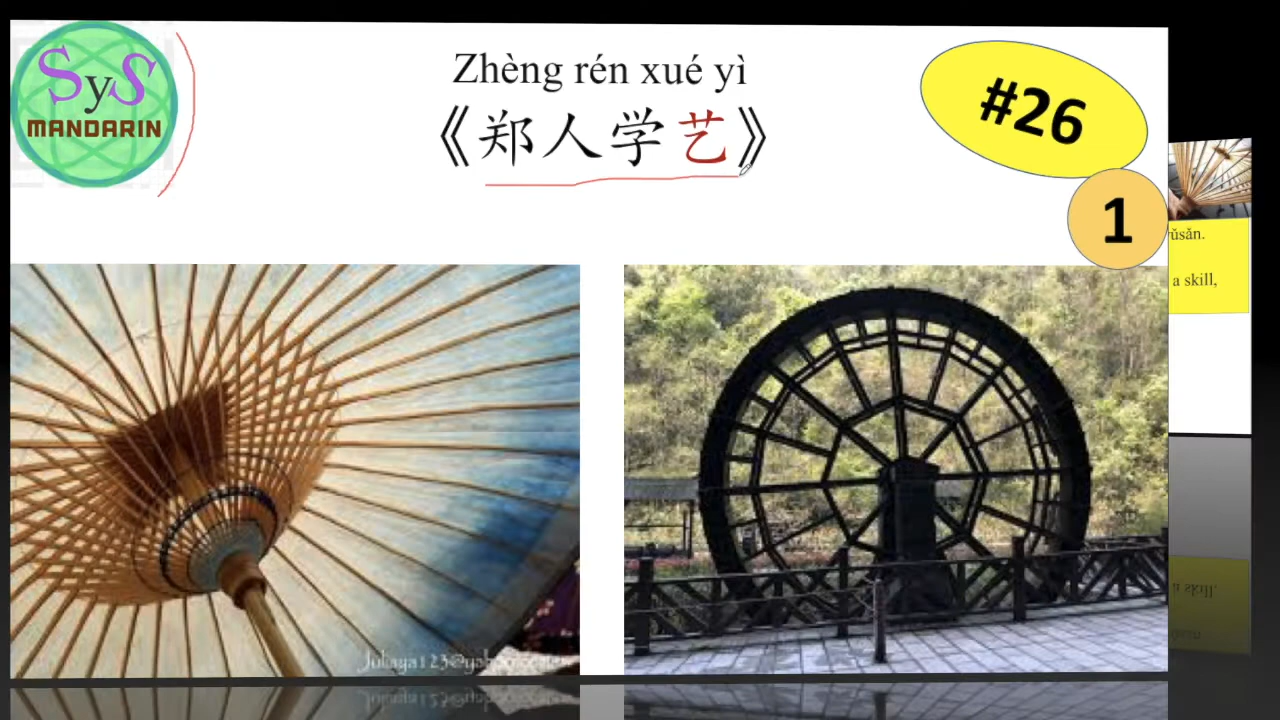 SyS
MANDARIN
Zhèng rén xué yì
《郑人学艺》
#26
1
a skill,